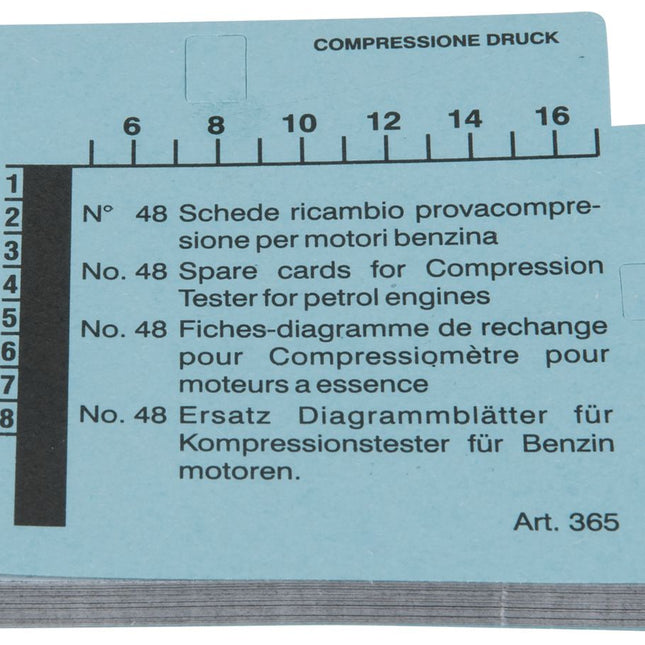 COMPRESSIONE DRUCK
6 8 10 12 14 16
1
2
3
4
5
6
7
8
N° 48 Schede ricambio provacompre-
sione per motori benzina
No. 48 Spare cards for Compression
Tester for petrol engines
No. 48 Fiches-diagramme de rechange
pour Compressiomètre pour
moteurs a essence
No. 48 Ersatz Diagrammblätter für
Kompressionstester für Benzin
motoren.
Art. 365